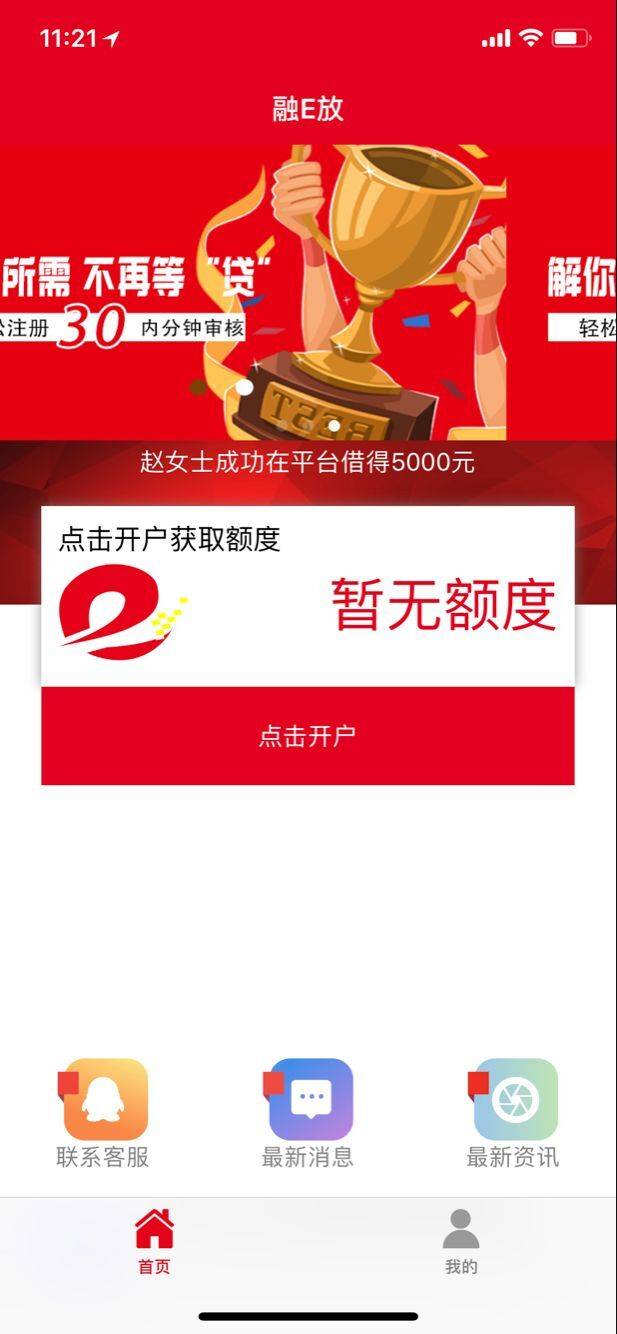 11:21
融E放
所需 不再等“贷”
解你
松注册 30 内分钟审核
轻松
BEST
赵女士成功在平台借得5000元
点击开户获取额度
暂无额度
点击开户
联系客服
最新消息
最新资讯
首页
我的